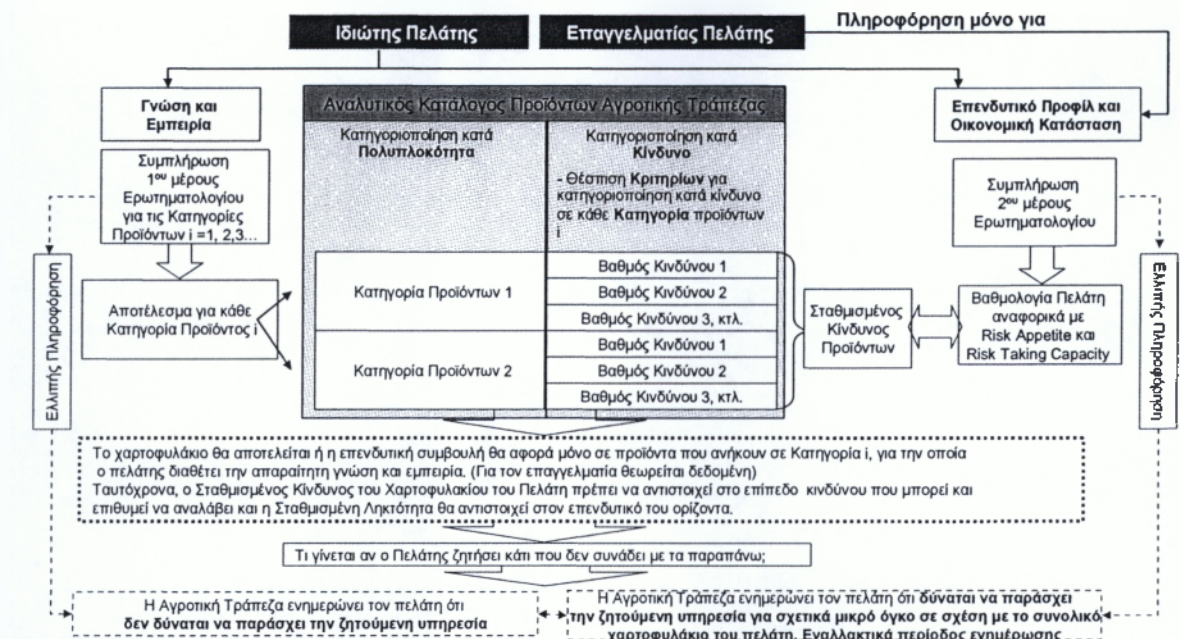 Ιδιώτης Πελάτης
Επαγγελματίας Πελάτης
Πληροφόρηση μόνο για
Γνώση και
Εμπειρία
Αναλυτικός Κατάλογος Προϊόντων Αγροτικής Τράπεζας
Επενδυτικό Προφίλ και
Οικονομική Κατάσταση
Κατηγοριοποίηση κατά
Πολυπλοκότητα
Κατηγοριοποίηση κατά
Κίνδυνο
- Θέσπιση Κριτηρίων για
κατηγοριοποίηση κατά κίνδυνο
σε κάθε Κατηγορία προϊόντων
i
Συμπλήρωση
1ου μέρους
Ερωτηματολογίου
για τις Κατηγορίες
Προϊόντων i =1, 2,3...
Συμπλήρωση
2ου μέρους
Ερωτηματολογίου
Ελλιπής Πληροφόρηση
Αποτέλεσμα για κάθε
Κατηγορία Προϊόντος i
Κατηγορία Προϊόντων 1
Βαθμός Κινδύνου 1
Βαθμός Κινδύνου 2
Βαθμός Κινδύνου 3, κτλ.
Κατηγορία Προϊόντων 2
Βαθμός Κινδύνου 1
Βαθμός Κινδύνου 2
Βαθμός Κινδύνου 3, κτλ.
Σταθμισμένος
Κίνδυνος
Προϊόντων
Βαθμολογία Πελάτη
αναφορικά με
Risk Appetite και
Risk Taking Capacity
Ελλιπής Πληροφόρηση
Το χαρτοφυλάκιο θα αποτελείται ή η επενδυτική συμβουλή θα αφορά μόνο σε προϊόντα που ανήκουν σε Κατηγορία i, για την οποία
ο πελάτης διαθέτει την απαραίτητη γνώση και εμπειρία. (Για τον επαγγελματία θεωρείται δεδομένη)
Ταυτόχρονα, ο Σταθμισμένος Κίνδυνος του Χαρτοφυλακίου του Πελάτη πρέπει να αντιστοιχεί στο επίπεδο κινδύνου που μπορεί και
επιθυμεί να αναλάβει και η Σταθμισμένη Ληκτότητα θα αντιστοιχεί στον επενδυτικό του ορίζοντα.
Τι γίνεται αν ο Πελάτης ζητήσει κάτι που δεν συνάδει με τα παραπάνω;
Η Αγροτική Τράπεζα ενημερώνει τον πελάτη ότι
δεν δύναται να παράσχει την ζητούμενη υπηρεσία
Η Αγροτική Τράπεζα ενημερώνει τον πελάτη ότι δύναται να παράσχει
την ζητούμενη υπηρεσία για σχετικά μικρό όγκο σε σχέση με το συνολικό
χαρτοφυλάκιο του πελάτη. Εναλλακτικά περίοδος ενημέρωσης